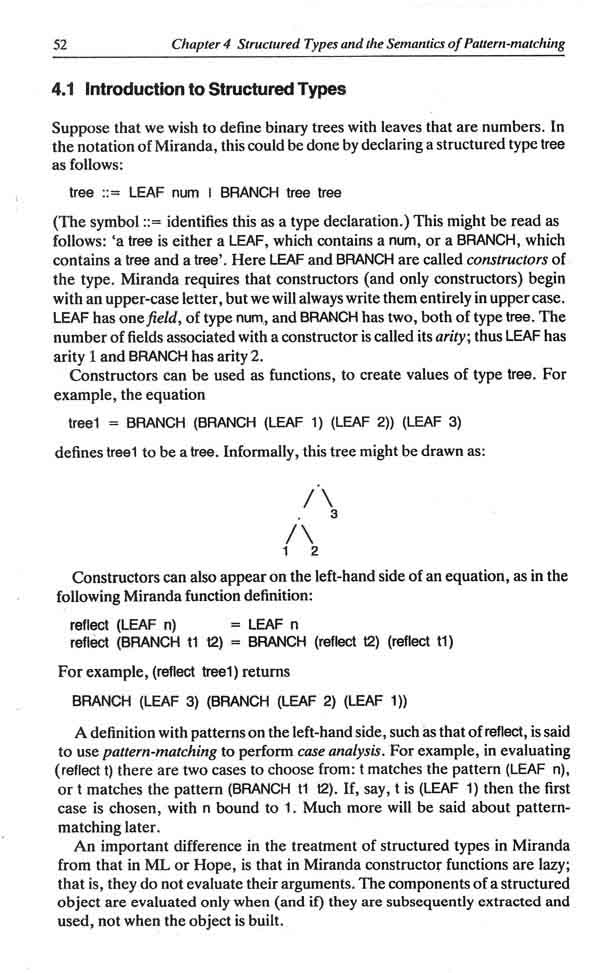 52 Chapter 4 Structured Types and the Semantics of Pattern-matching
4.1 Introduction to Structured Types
Suppose that we wish to define binary trees with leaves that are numbers. In
the notation of Miranda, this could be done by declaring a structured type tree
as follows:
tree ::= LEAF num | BRANCH tree tree
(The symbol ::= identifies this as a type declaration.) This might be read as
follows: ‘a tree is either a LEAF, which contains a num, or a BRANCH, which
contains a tree and a tree’. Here LEAF and BRANCH are called constructors of
the type. Miranda requires that constructors (and only constructors) begin
with an upper-case letter, but we will always write them entirely in upper case.
LEAF has one field, of type num, and BRANCH has two, both of type tree. The
number of fields associated with a constructor is called its arity; thus LEAF has
arity 1 and BRANCH has arity 2.
Constructors can be used as functions, to create values of type tree. For
example, the equation
tree1 = BRANCH (BRANCH (LEAF 1) (LEAF 2)) (LEAF 3)
defines tree1 to be a tree. Informally, this tree might be drawn as:
3
1 2
Constructors can also appear on the left-hand side of an equation, as in the
following Miranda function definition:
reflect (LEAF n) = LEAF n
reflect (BRANCH t1 t2) = BRANCH (reflect t2) (reflect t1)
For example, (reflect tree1) returns
BRANCH (LEAF 3) (BRANCH (LEAF 2) (LEAF 1))
A definition with patterns on the left-hand side, such as that of reflect, is said
to use pattern-matching to perform case analysis. For example, in evaluating
(reflect t) there are two cases to choose from: t matches the pattern (LEAF n),
or t matches the pattern (BRANCH t1 t2). If, say, t is (LEAF 1) then the first
case is chosen, with n bound to 1. Much more will be said about pattern-
matching later.
An important difference in the treatment of structured types in Miranda
from that in ML or Hope, is that in Miranda constructor functions are lazy;
that is, they do not evaluate their arguments. The components of a structured
object are evaluated only when (and if) they are subsequently extracted and
used, not when the object is built.